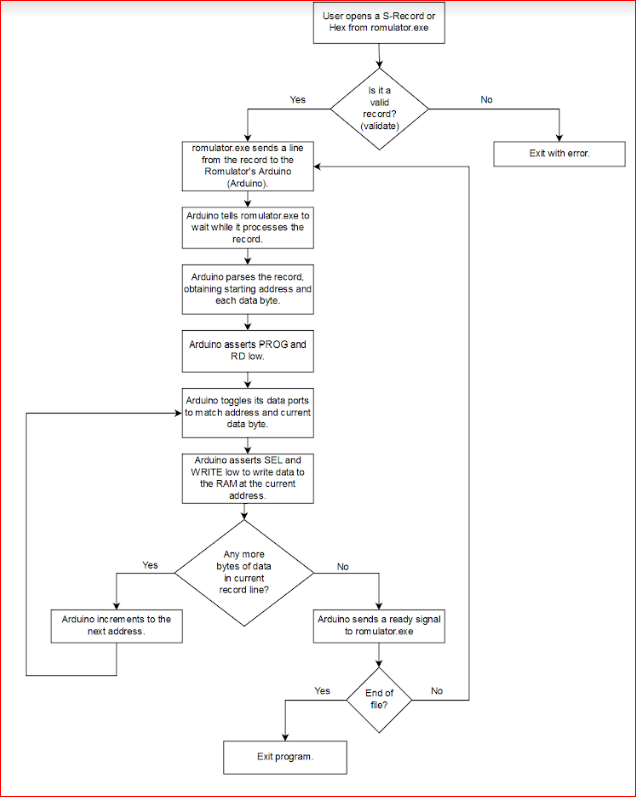 User opens a S-Record or
Hex from romulator.exe
Is it a
valid
record?
(validate)
Yes
No
romulator.exe sends a line
from the record to the
Romulator's Arduino
(Arduino).
Exit with error.
Arduino tells romulator.exe to
wait while it processes the
record.
Arduino parses the record,
obtaining starting address and
each data byte.
Arduino asserts PROG and
RD low.
Arduino toggles its data ports
to match address and current
data byte.
Arduino asserts SEL and
WRITE low to write data to
the RAM at the current
address.
Any more
bytes of data
in current
record line?
Yes
No
Arduino increments to the
next address.
Arduino sends a ready signal
to romulator.exe
End of
file?
Yes
No
Exit program.